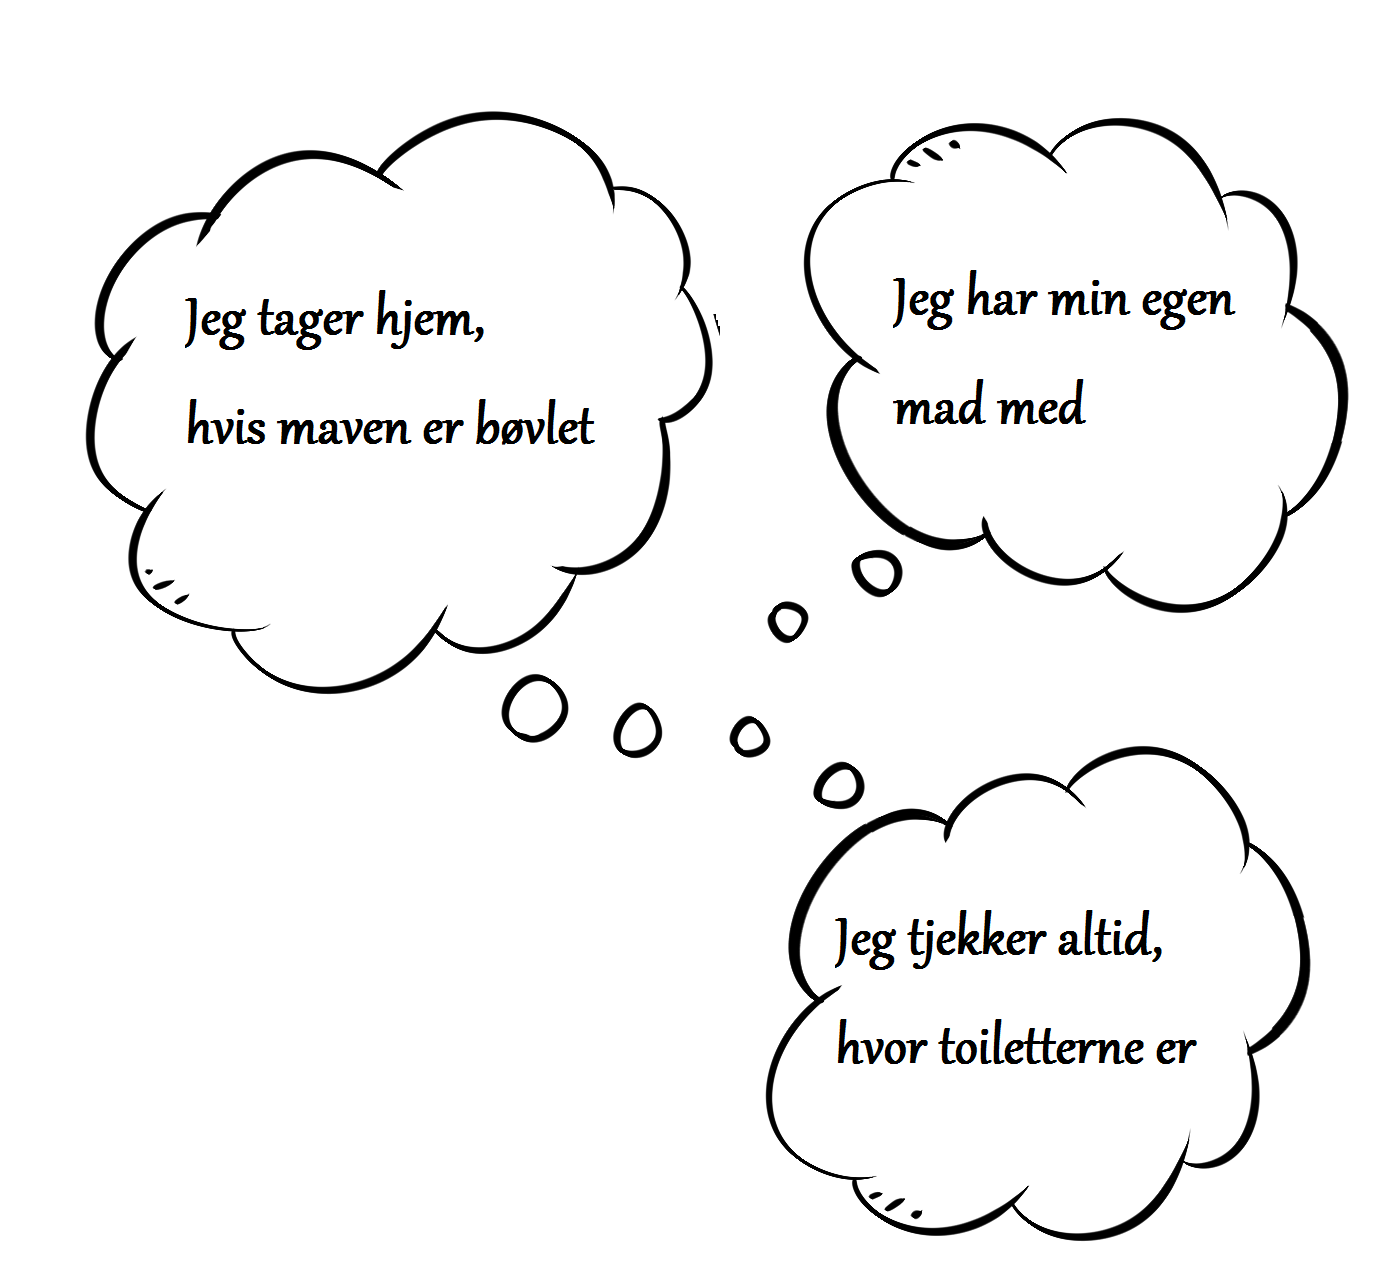 Jeg tager hjem,
hvis maven er bøvlet
Jeg har min egen
mad med
Jeg tjekker altid,
hvor toiletterne er